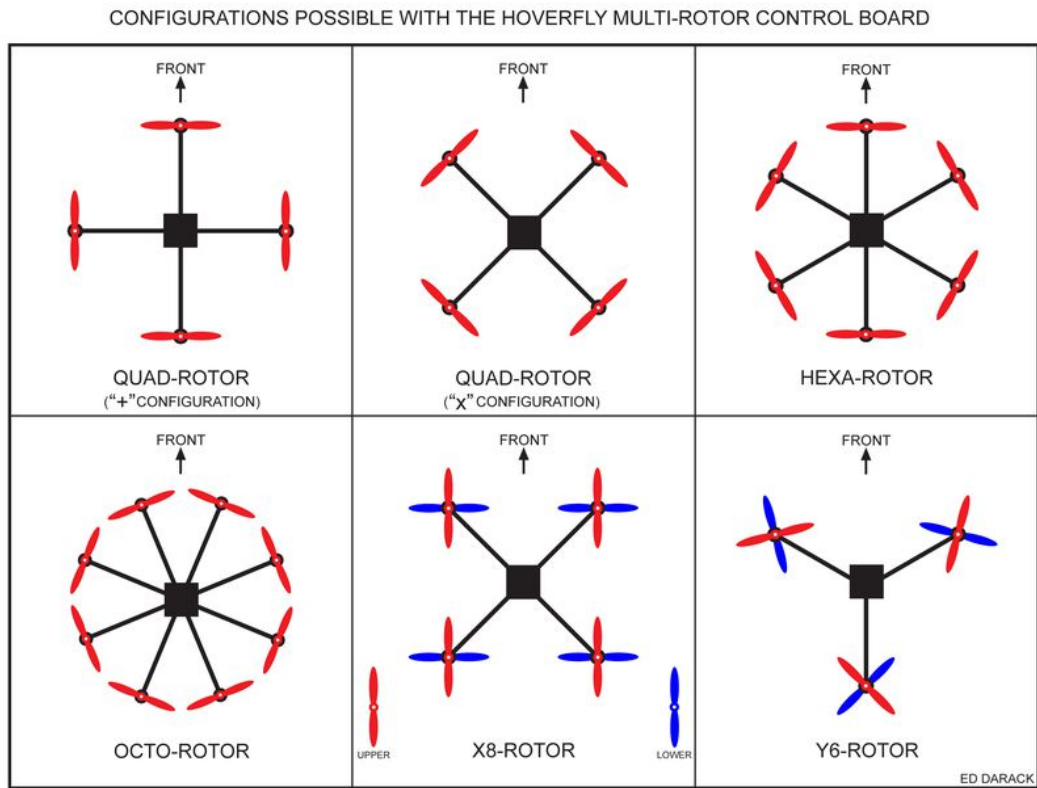 CONFIGURATIONS POSSIBLE WITH THE HOVERFLY MULTI-ROTOR CONTROL BOARD
FRONT
QUAD-ROTOR
("+" CONFIGURATION)
FRONT
QUAD-ROTOR
("x" CONFIGURATION)
FRONT
HEXA-ROTOR
FRONT
OCTO-ROTOR
FRONT
UPPER
X8-ROTOR
LOWER
FRONT
Y6-ROTOR
ED DARACK